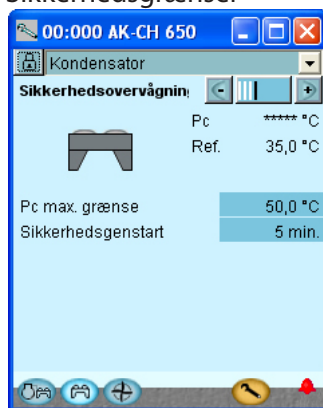 Sikkerhedsgrænser
00:000 AK-CH 650
Kondensator
Sikkerhedsovervågnin
Pc ***** °C
Ref. 35,0 °C
Pc max. grænse 50,0 °C
Sikkerhedsgenstart 5 min.